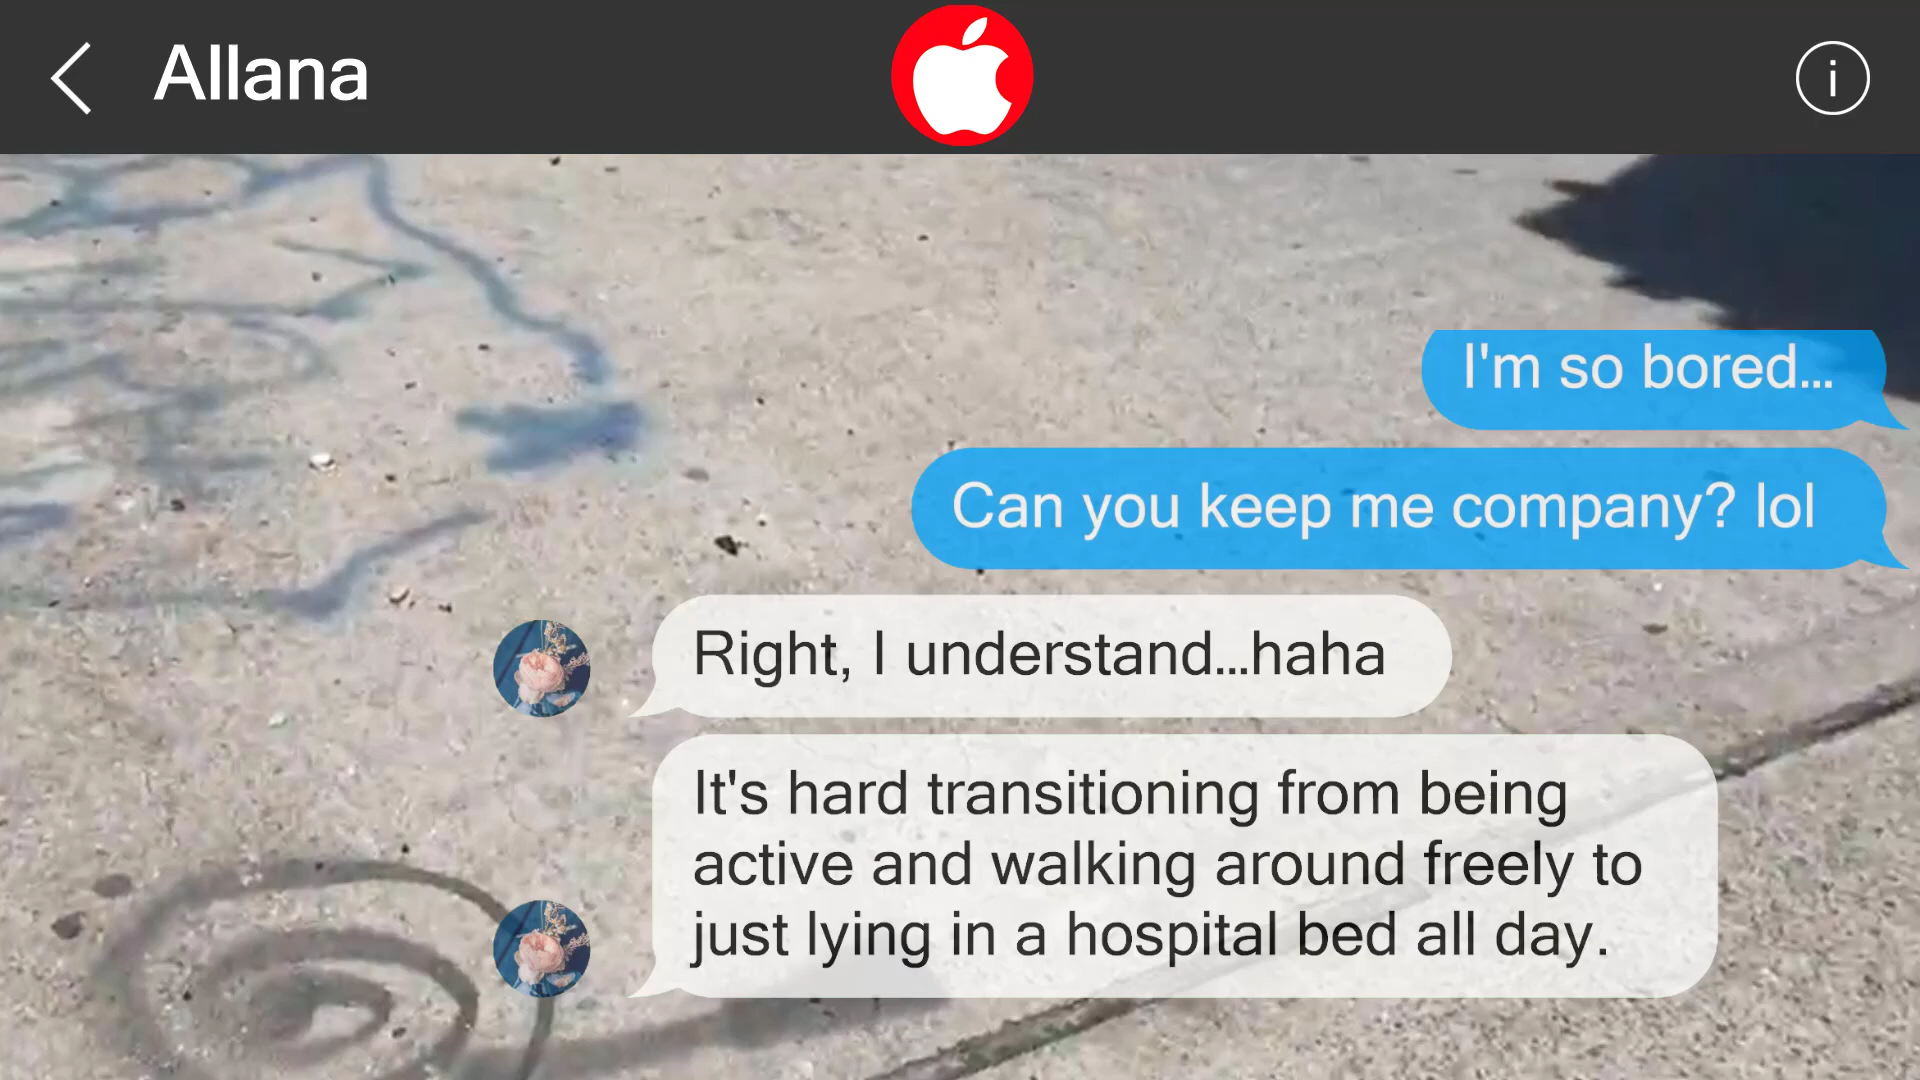 Allana
i
I'm so bored...
Can you keep me company? lol
Right, I understand...haha
It's hard transitioning from being
active and walking around freely to
just lying in a hospital bed all day.